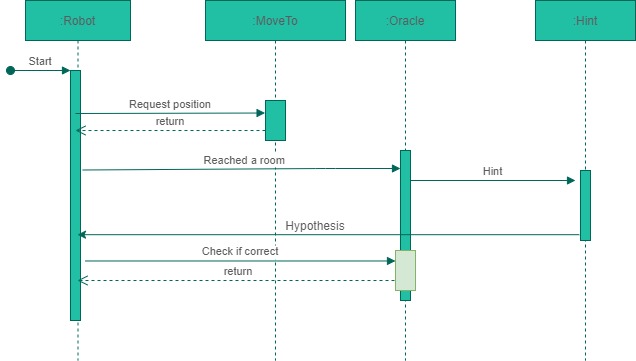 :Robot
:MoveTo
:Oracle
:Hint
Start
Request position
return
Reached a room
Hint
Hypothesis
Check if correct
return